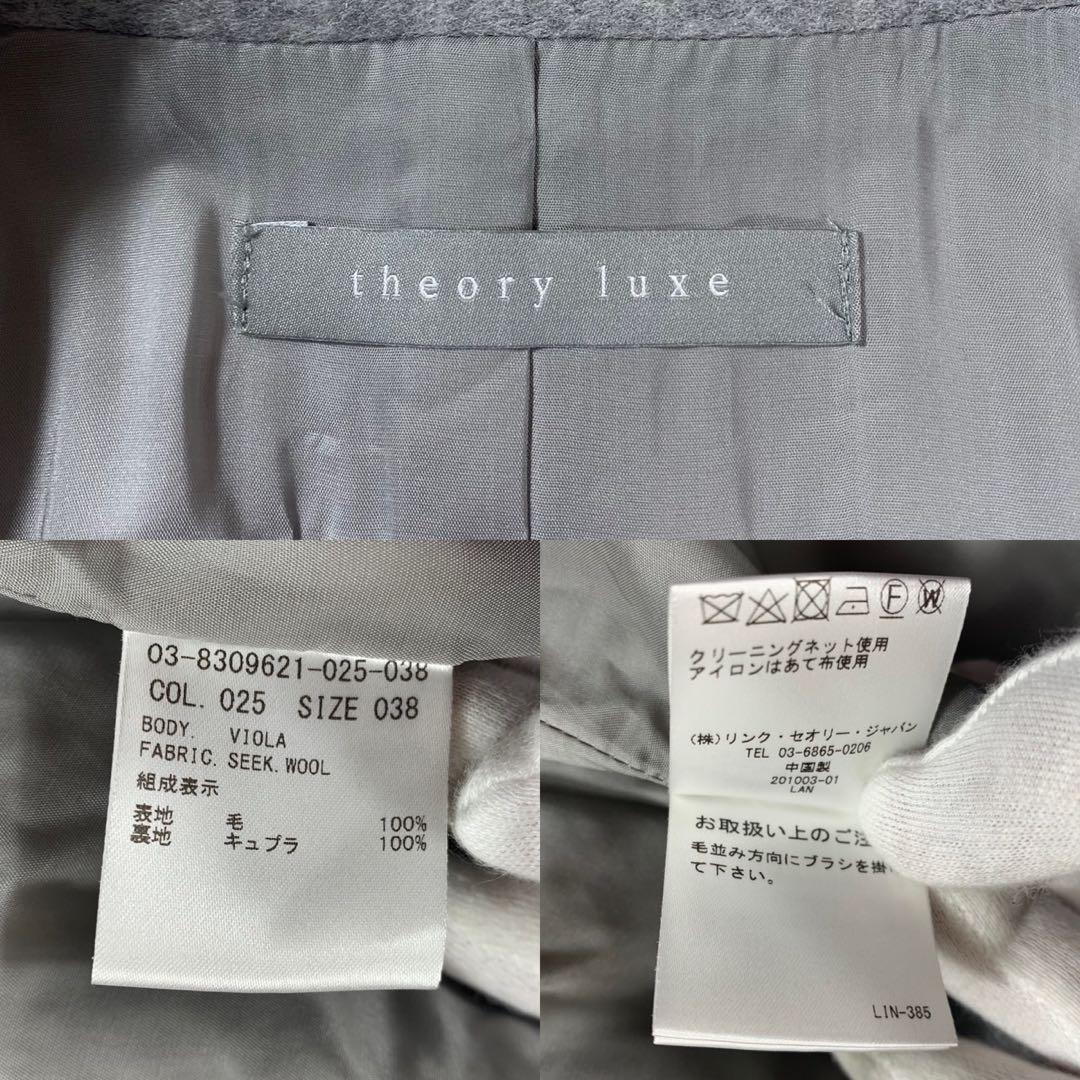 theory luxe
03-8309621-025-038
COL. 025 SIZE 038
BODY. VIOLA
FABRIC. SEEK. WOOL
組成表示
表地 毛 100%
裏地 キュプラ 100%
F W
クリーニングネット使用
アイロンはあて布使用
(株)リンク・セオリー・ジャパン
TEL 03-6865-0206
中国製
201003-01
LAN
お取扱い上のご注
毛並み方向にブラシを掛け
て下さい。
LIN-385